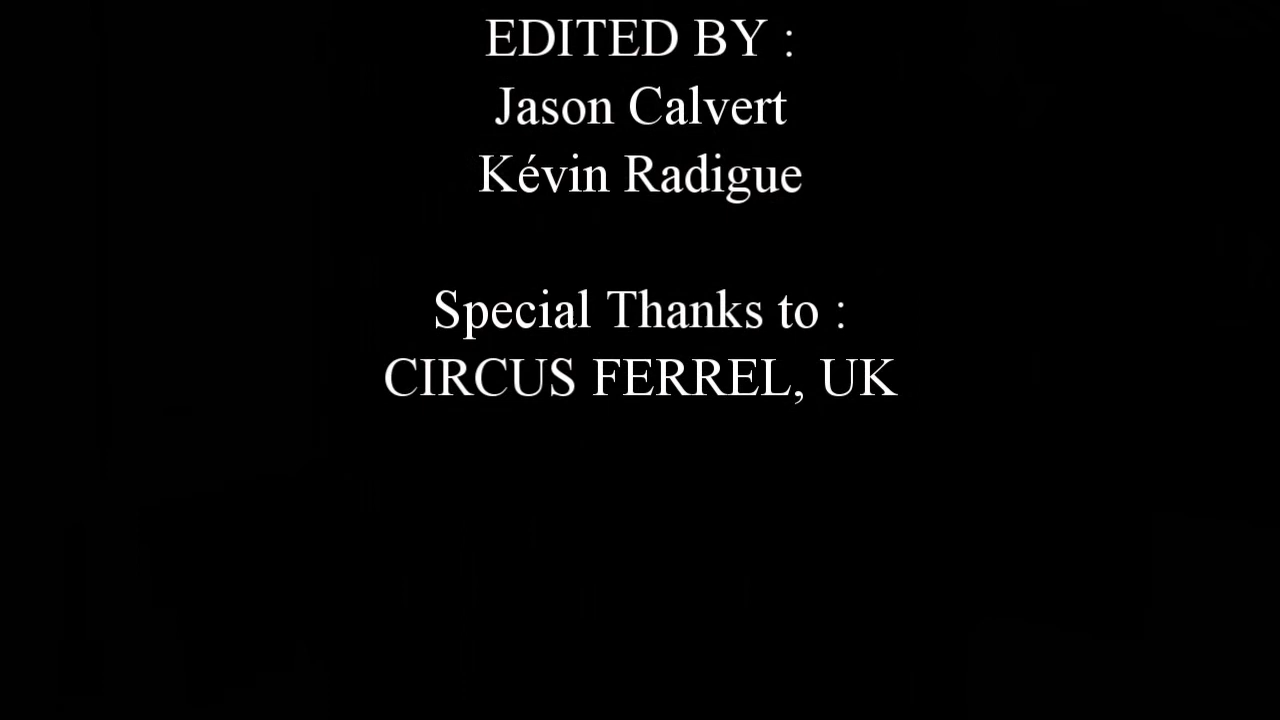 EDITED BY :
Jason Calvert
Kévin Radigue
Special Thanks to :
CIRCUS FERREL, UK